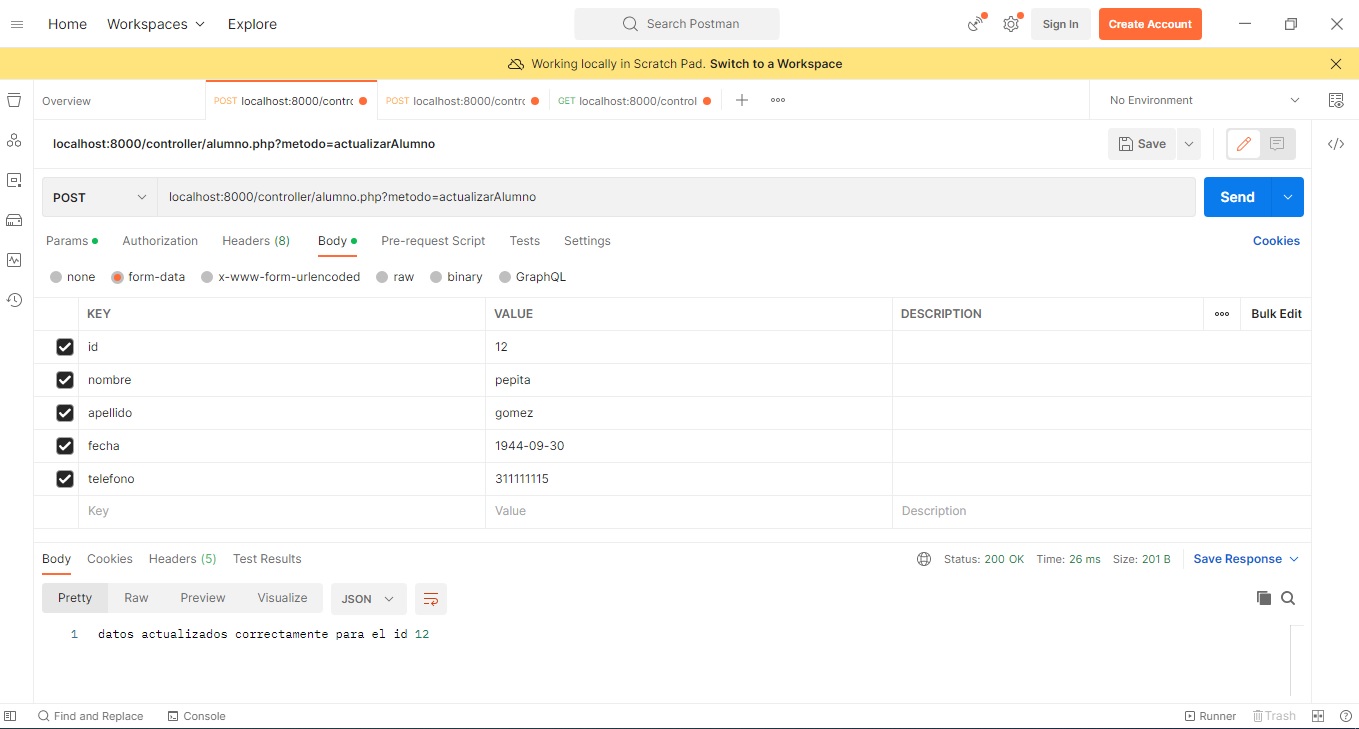 Home Workspaces Explore Search Postman Sign In Create Account
Working locally in Scratch Pad. Switch to a Workspace
Overview POST localhost:8000/contro POST localhost:8000/contro GET localhost:8000/control No Environment
localhost:8000/controller/alumno.php?metodo=actualizarAlumno Save
POST localhost:8000/controller/alumno.php?metodo=actualizarAlumno Send
Params Authorization Headers (8) Body Pre-request Script Tests Settings Cookies
none form-data x-www-form-urlencoded raw binary GraphQL
KEY VALUE DESCRIPTION Bulk Edit
id 12
nombre pepita
apellido gomez
fecha 1944-09-30
telefono 311111115
Key Value Description
Body Cookies Headers (5) Test Results Status: 200 OK Time: 26 ms Size: 201 B Save Response
Pretty Raw Preview Visualize JSON
1 datos actualizados correctamente para el id 12
Find and Replace Console Runner Trash